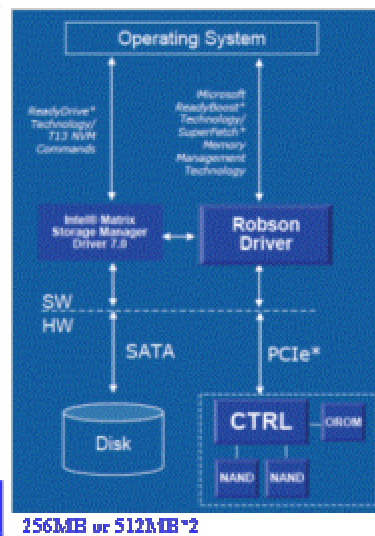 Operating System
ReadyDrive*
Technology/
T13 NVM
Commands
Microsoft
ReadyBoost*
Technology/
SuperFetch*
Memory
Management
Technology
Intel® Matrix
Storage Manager
Driver 7.0
Robson
Driver
SW
HW
SATA
PCIe*
Disk
CTRL
OROM
NAND
NAND
256MB or 512MB*2